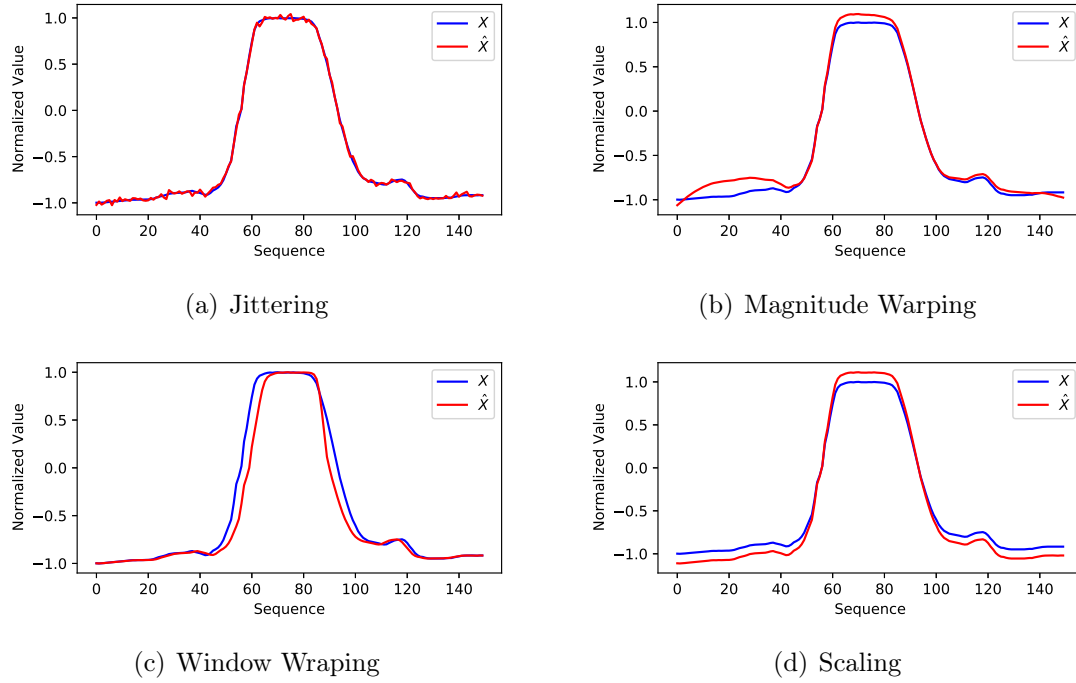 Normalized Value
1.0
0.5
0.0
−0.5
−1.0
0 20 40 60 80 100 120 140
Sequence
X
X̂
(a) Jittering
Normalized Value
1.0
0.5
0.0
−0.5
−1.0
0 20 40 60 80 100 120 140
Sequence
X
X̂
(b) Magnitude Warping
Normalized Value
1.0
0.5
0.0
−0.5
−1.0
0 20 40 60 80 100 120 140
Sequence
X
X̂
(c) Window Wraping
Normalized Value
1.0
0.5
0.0
−0.5
−1.0
0 20 40 60 80 100 120 140
Sequence
X
X̂
(d) Scaling